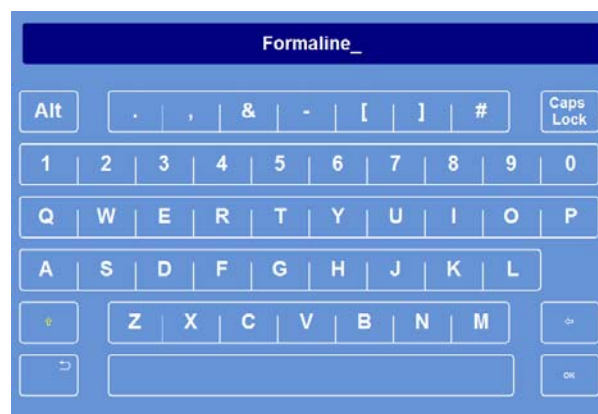 Formaline_
Alt . , & - [ ] # Caps Lock
1 2 3 4 5 6 7 8 9 0
Q W E R T Y U I O P
A S D F G H J K L
Z X C V B N M
OK